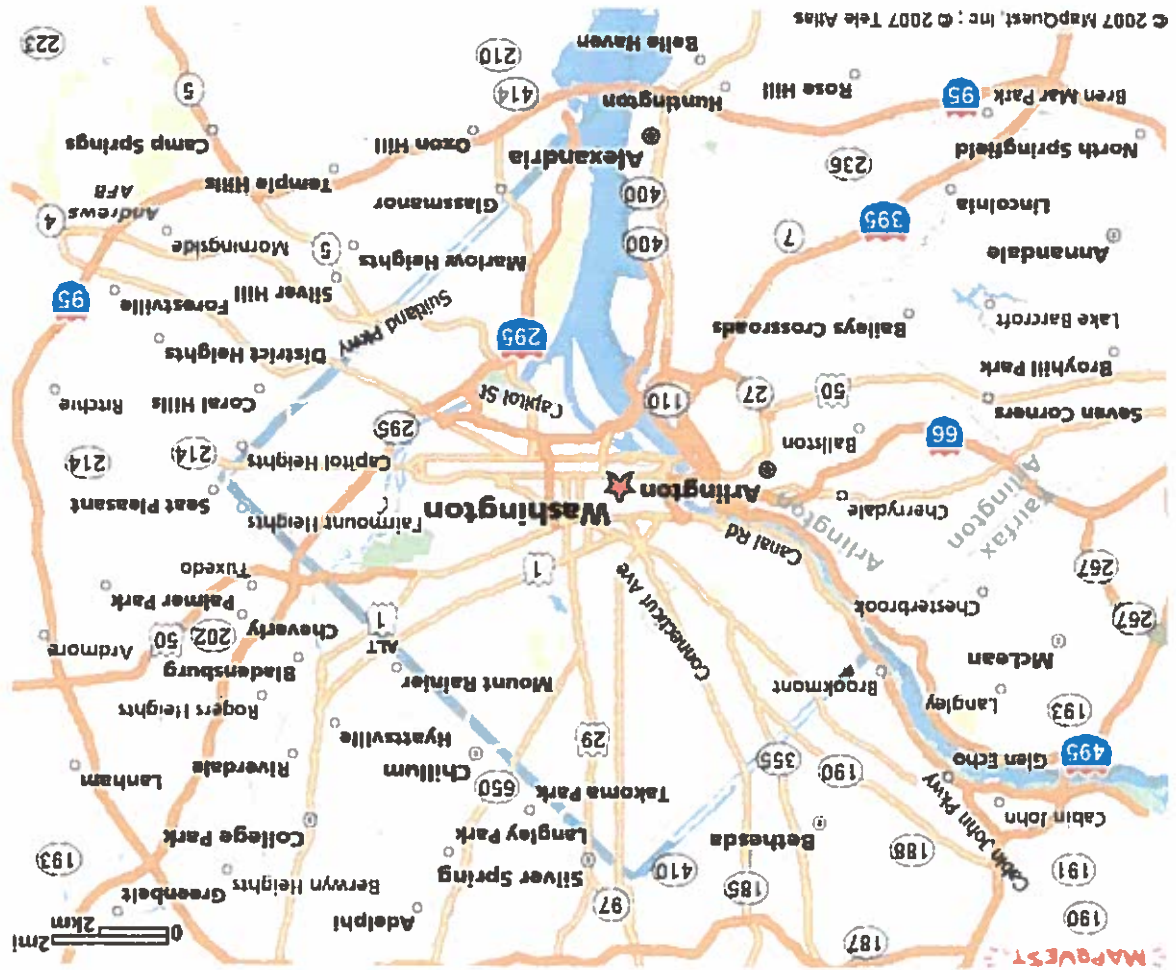 MAPQUEST
190
187
0
2mi
2km
191
Cabin John Pkwy
185
97
Adelphi
Greenbelt
188
410
Silver Spring
Berwyn Heights
193
Cabin John
Cabin John Pkwy
Bethesda
Langley Park
College Park
495
Glen Echo
190
355
Takoma Park
650
Chillum
Riverdale
Lanham
193
29
Hyattsville
Langley
Brookmont
Mount Rainier
Rogers Heights
McLean
Bladensburg
Ardmore
267
Connecticut Ave
ALT
1
Cheverly
202
50
Chesterbrook
Palmer Park
267
1
Tuxedo
Fairfax
Arlington
Arlington
Canal Rd
Cherrydale
Washington
Fairmount Heights
Seat Pleasant
Arlington
66
Ballston
Capitol Heights
214
214
Seven Corners
50
27
110
Capitol St
295
Coral Hills
Ritchie
Broyhill Park
Lake Barcroft
Baileys Crossroads
295
District Heights
Suitland Pkwy
Forestville
95
Silver Hill
Annandale
7
400
Marlow Heights
5
Morningside
395
Lincolnia
400
Glassmanor
Andrews
AFB
4
236
Temple Hills
North Springfield
Alexandria
Oxon Hill
Camp Springs
Bren Mar Park
95
Rose Hill
Huntington
414
5
Belle Haven
210
223
© 2007 MapQuest, Inc ; © 2007 Tele Atlas